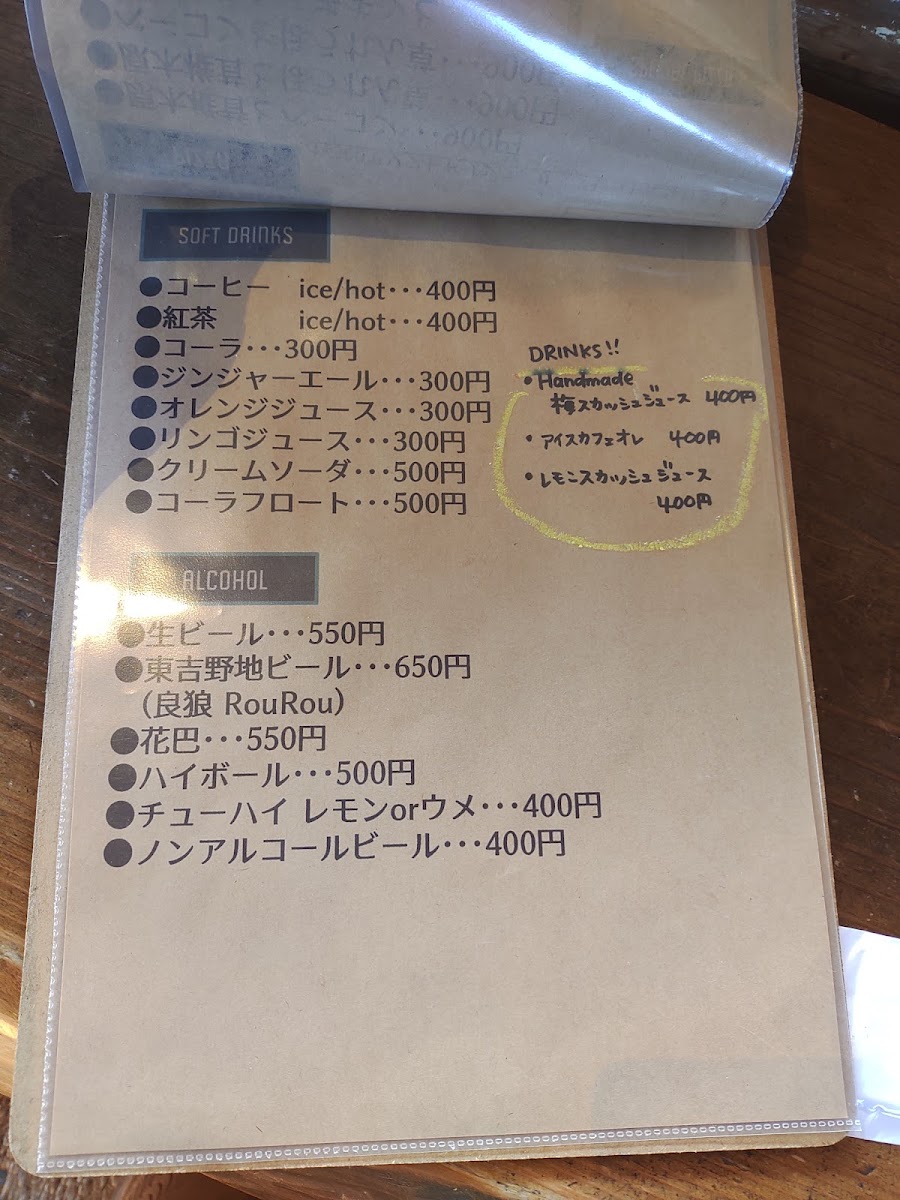 SOFT DRINKS
●コーヒー ice/hot･･･400円
●紅茶 ice/hot･･･400円
●コーラ･･･300円
●ジンジャーエール･･･300円
●オレンジジュース･･･300円
●リンゴジュース･･･300円
●クリームソーダ･･･500円
●コーラフロート･･･500円
DRINKS!!
•Handmade
梅スカッシュジュース 400円
•アイスカフェオレ 400円
•レモンスカッシュジュース
400円
ALCOHOL
●生ビール･･･550円
●東吉野地ビール･･･650円
（良狼 RouRou）
●花巴･･･550円
●ハイボール･･･500円
●チューハイ レモンorウメ･･･400円
●ノンアルコールビール･･･400円